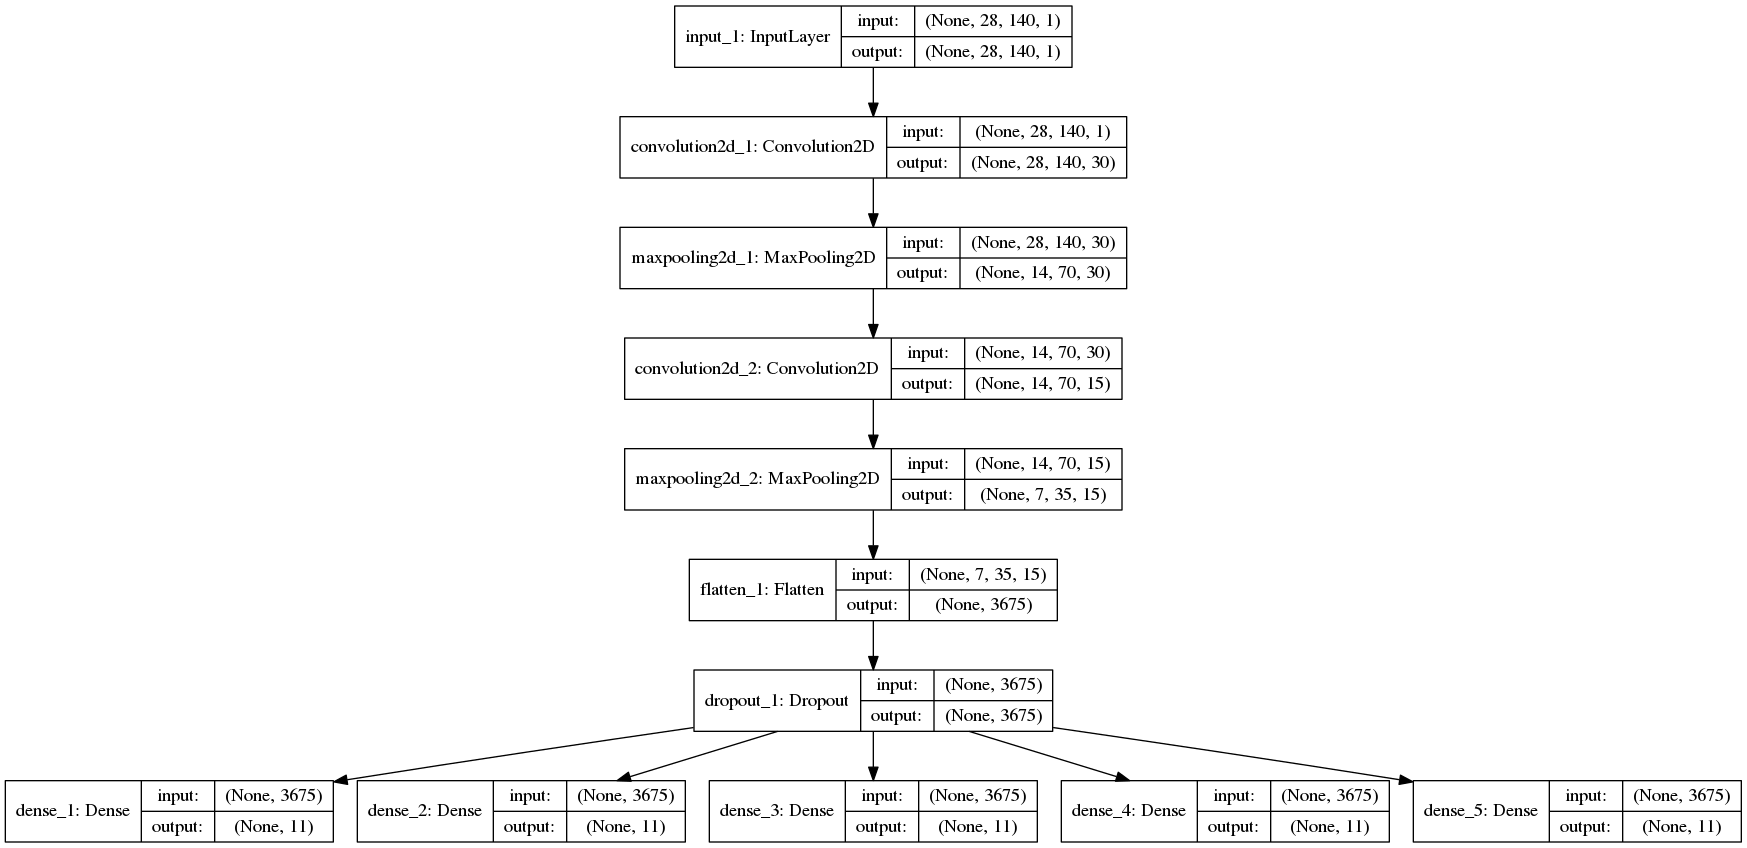 input_1: InputLayer
input: (None, 28, 140, 1)
output: (None, 28, 140, 1)
convolution2d_1: Convolution2D
input: (None, 28, 140, 1)
output: (None, 28, 140, 30)
maxpooling2d_1: MaxPooling2D
input: (None, 28, 140, 30)
output: (None, 14, 70, 30)
convolution2d_2: Convolution2D
input: (None, 14, 70, 30)
output: (None, 14, 70, 15)
maxpooling2d_2: MaxPooling2D
input: (None, 14, 70, 15)
output: (None, 7, 35, 15)
flatten_1: Flatten
input: (None, 7, 35, 15)
output: (None, 3675)
dropout_1: Dropout
input: (None, 3675)
output: (None, 3675)
dense_1: Dense
input: (None, 3675)
output: (None, 11)
dense_2: Dense
input: (None, 3675)
output: (None, 11)
dense_3: Dense
input: (None, 3675)
output: (None, 11)
dense_4: Dense
input: (None, 3675)
output: (None, 11)
dense_5: Dense
input: (None, 3675)
output: (None, 11)